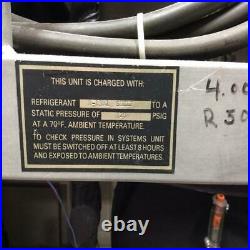 THIS UNIT IS CHARGED WITH:
REFRIGERANT TO A
STATIC PRESSURE OF PSIG
AT A 70°F. AMBIENT TEMPERATURE.
TO CHECK PRESSURE IN SYSTEMS UNIT
MUST BE SWITCHED OFF AT LEAST 8 HOURS
AND EXPOSED TO AMBIENT TEMPERATURES.
4.00
R 50